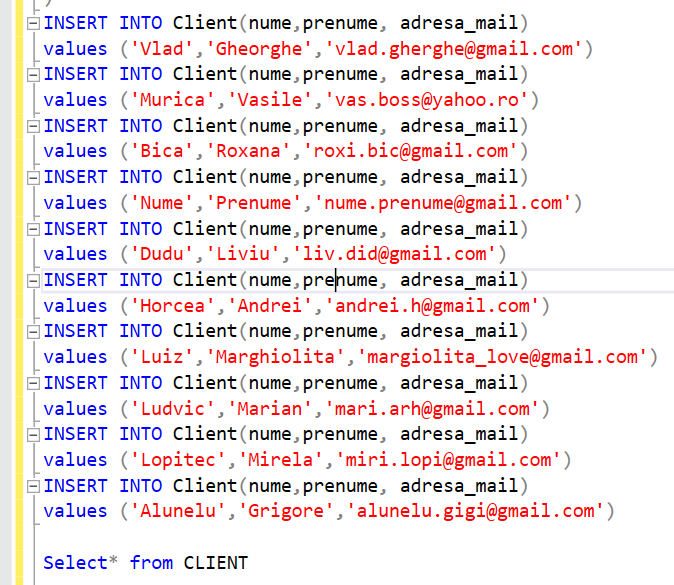 )
INSERT INTO Client(nume,prenume, adresa_mail)
values ('Vlad','Gheorghe','vlad.gherghe@gmail.com')
INSERT INTO Client(nume,prenume, adresa_mail)
values ('Murica','Vasile','vas.boss@yahoo.ro')
INSERT INTO Client(nume,prenume, adresa_mail)
values ('Bica','Roxana','roxi.bic@gmail.com')
INSERT INTO Client(nume,prenume, adresa_mail)
values ('Nume','Prenume','nume.prenume@gmail.com')
INSERT INTO Client(nume,prenume, adresa_mail)
values ('Dudu','Liviu','liv.did@gmail.com')
INSERT INTO Client(nume,prenume, adresa_mail)
values ('Horcea','Andrei','andrei.h@gmail.com')
INSERT INTO Client(nume,prenume, adresa_mail)
values ('Luiz','Marghiolita','margiolita_love@gmail.com')
INSERT INTO Client(nume,prenume, adresa_mail)
values ('Ludvic','Marian','mari.arh@gmail.com')
INSERT INTO Client(nume,prenume, adresa_mail)
values ('Lopitec','Mirela','miri.lopi@gmail.com')
INSERT INTO Client(nume,prenume, adresa_mail)
values ('Alunelu','Grigore','alunelu.gigi@gmail.com')
Select* from CLIENT